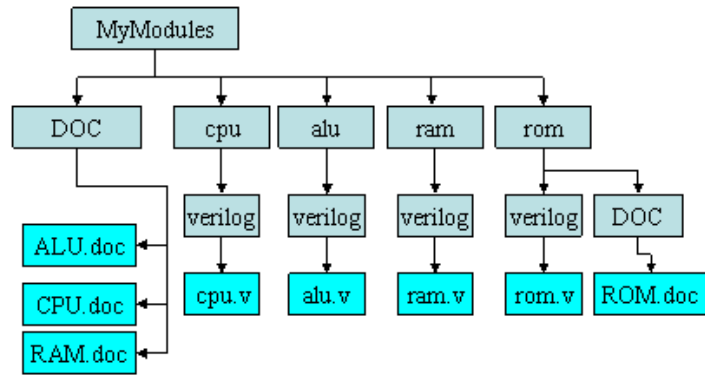 MyModules
DOC
cpu
alu
ram
rom
verilog
verilog
verilog
verilog
DOC
ALU.doc
cpu.v
alu.v
ram.v
rom.v
ROM.doc
CPU.doc
RAM.doc